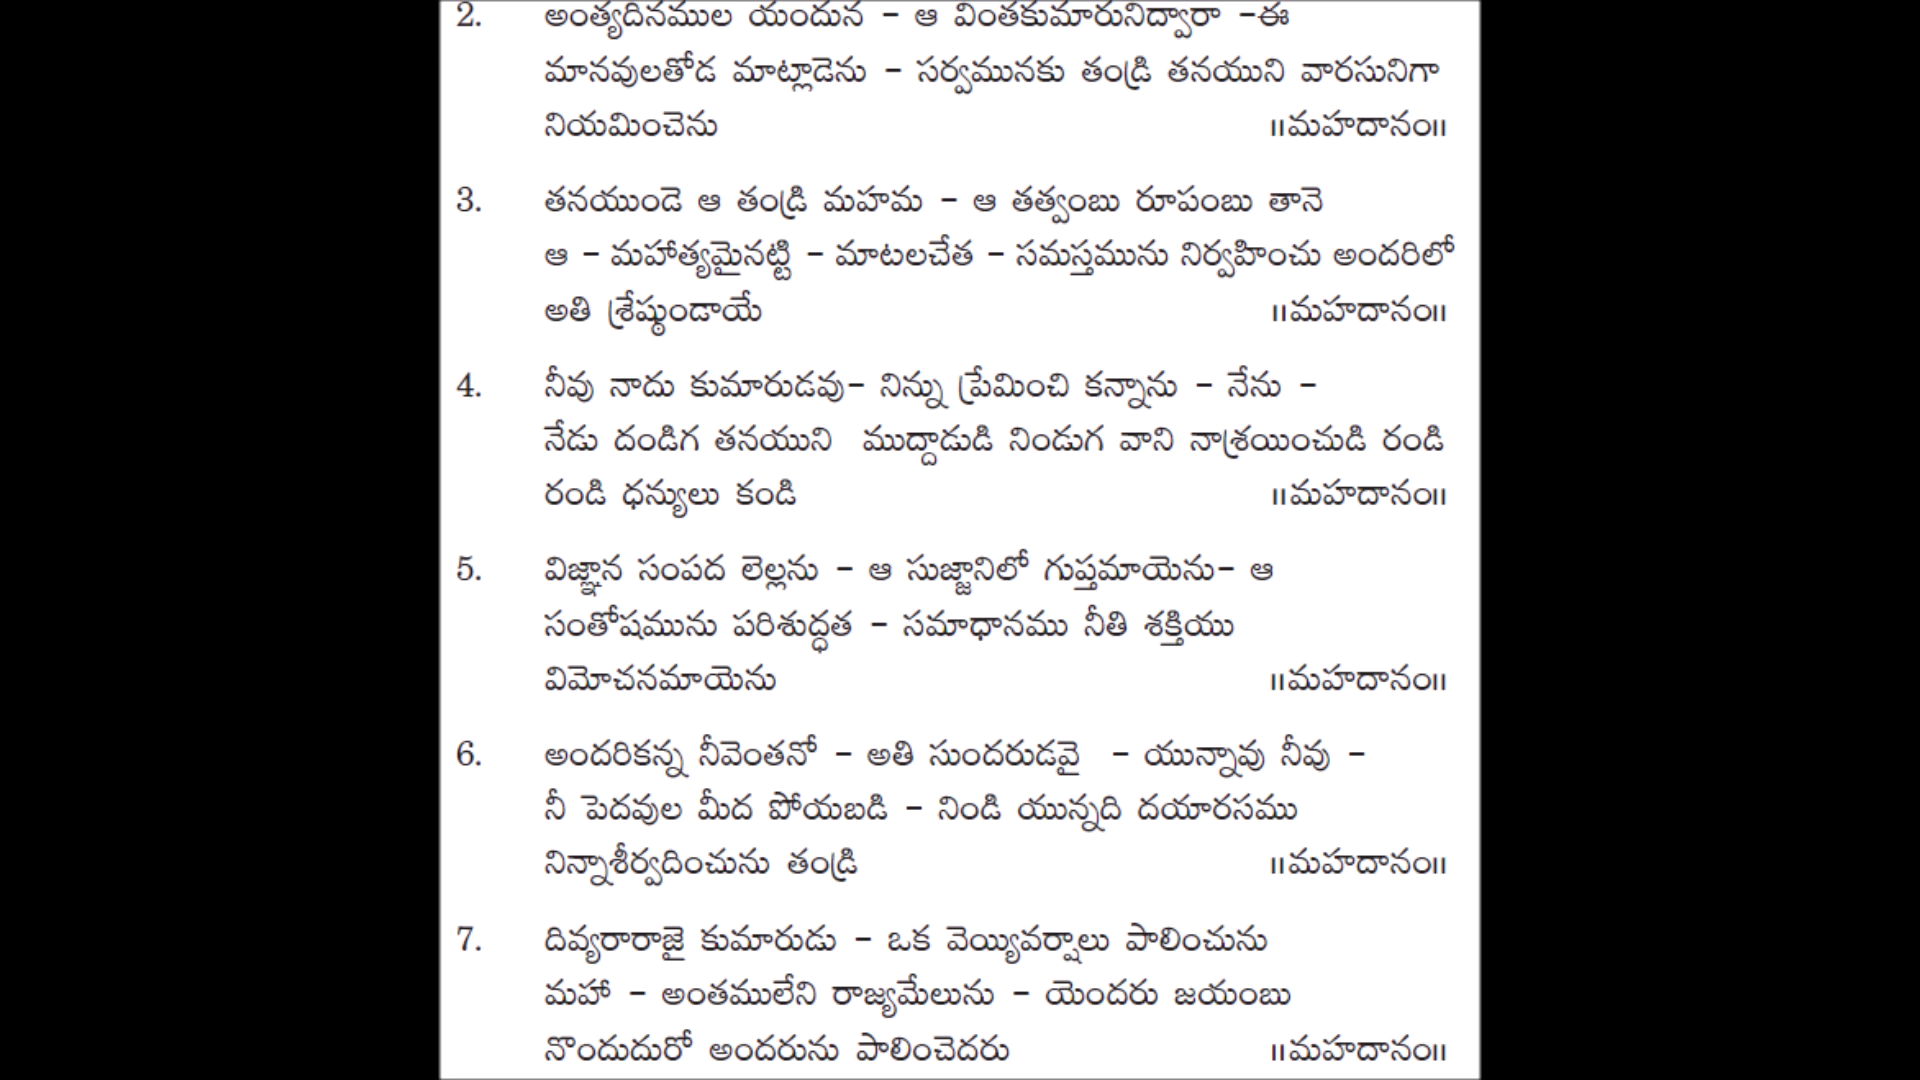 2. అంత్యదినముల యందున - ఆ వింతకుమారునిద్వారా -ఈ
మానవులతోడ మాట్లాడెను - సర్వమునకు తండ్రి తనయుని వారసునిగా
నియమించెను ॥మహదానం॥
3. తనయుండె ఆ తండ్రి మహమ - ఆ తత్వంబు రూపంబు తానె
ఆ - మహాత్యమైనట్టి - మాటలచేత - సమస్తమును నిర్వహించు అందరిలో
అతి శ్రేష్ఠుండాయే ॥మహదానం॥
4. నీవు నాదు కుమారుడవు- నిన్ను ప్రేమించి కన్నాను - నేను -
నేడు దండిగ తనయుని ముద్దాడుడి నిండుగ వాని నాశ్రయించుడి రండి
రండి ధన్యులు కండి ॥మహదానం॥
5. విజ్ఞాన సంపద లెల్లను - ఆ సుజ్జానిలో గుప్తమాయెను- ఆ
సంతోషమును పరిశుద్ధత - సమాధానము నీతి శక్తియు
విమోచనమాయెను ॥మహదానం॥
6. అందరికన్న నీవెంతనో - అతి సుందరుడవై - యున్నావు నీవు -
నీ పెదవుల మీద పోయబడి - నిండి యున్నది దయారసము
నిన్నాశీర్వదించును తండ్రి ॥మహదానం॥
7. దివ్యరారాజై కుమారుడు - ఒక వెయ్యివర్షాలు పాలించును
మహా - అంతములేని రాజ్యమేలును - యెందరు జయంబు
నొందుదురో అందరును పాలించెదరు ॥మహదానం॥